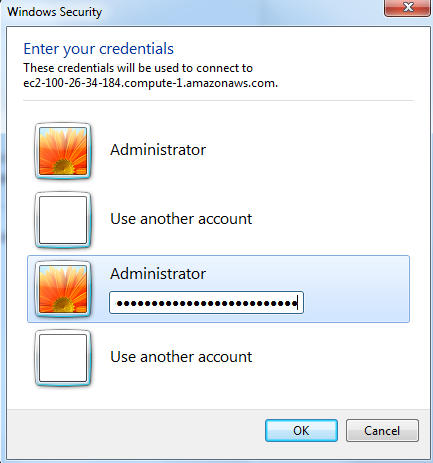 Windows Security
Enter your credentials
These credentials will be used to connect to
ec2-100-26-34-184.compute-1.amazonaws.com.
Administrator
Use another account
Administrator
Use another account
OK
Cancel